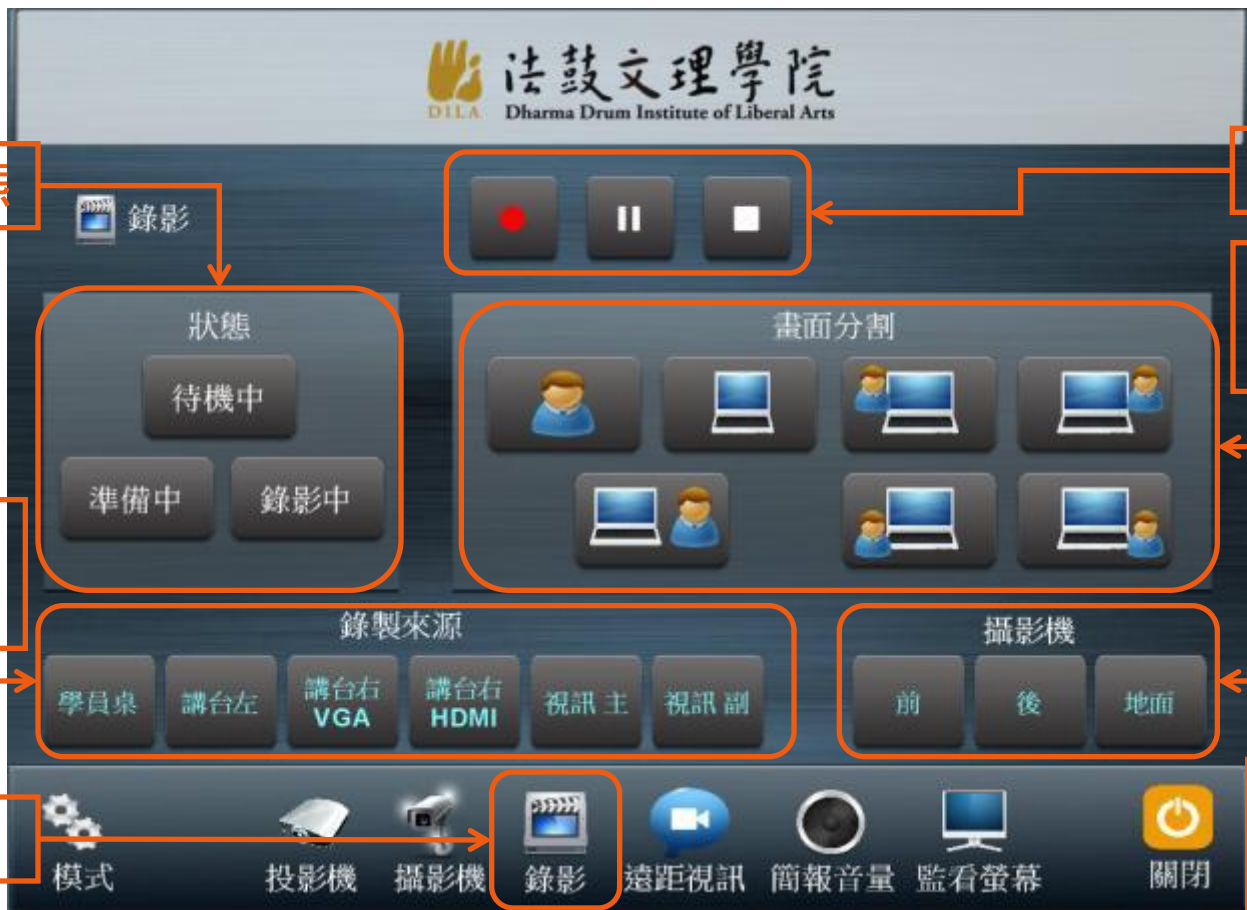 法鼓文理學院
DILA
Dharma Drum Institute of Liberal Arts
錄影
狀態
待機中
準備中
錄影中
畫面分割
錄製來源
學員桌
講台左
講台右
VGA
講台右
HDMI
視訊 主
視訊 副
攝影機
前
後
地面
模式
投影機
攝影機
錄影
遠距視訊
簡報音量
監看螢幕
關閉